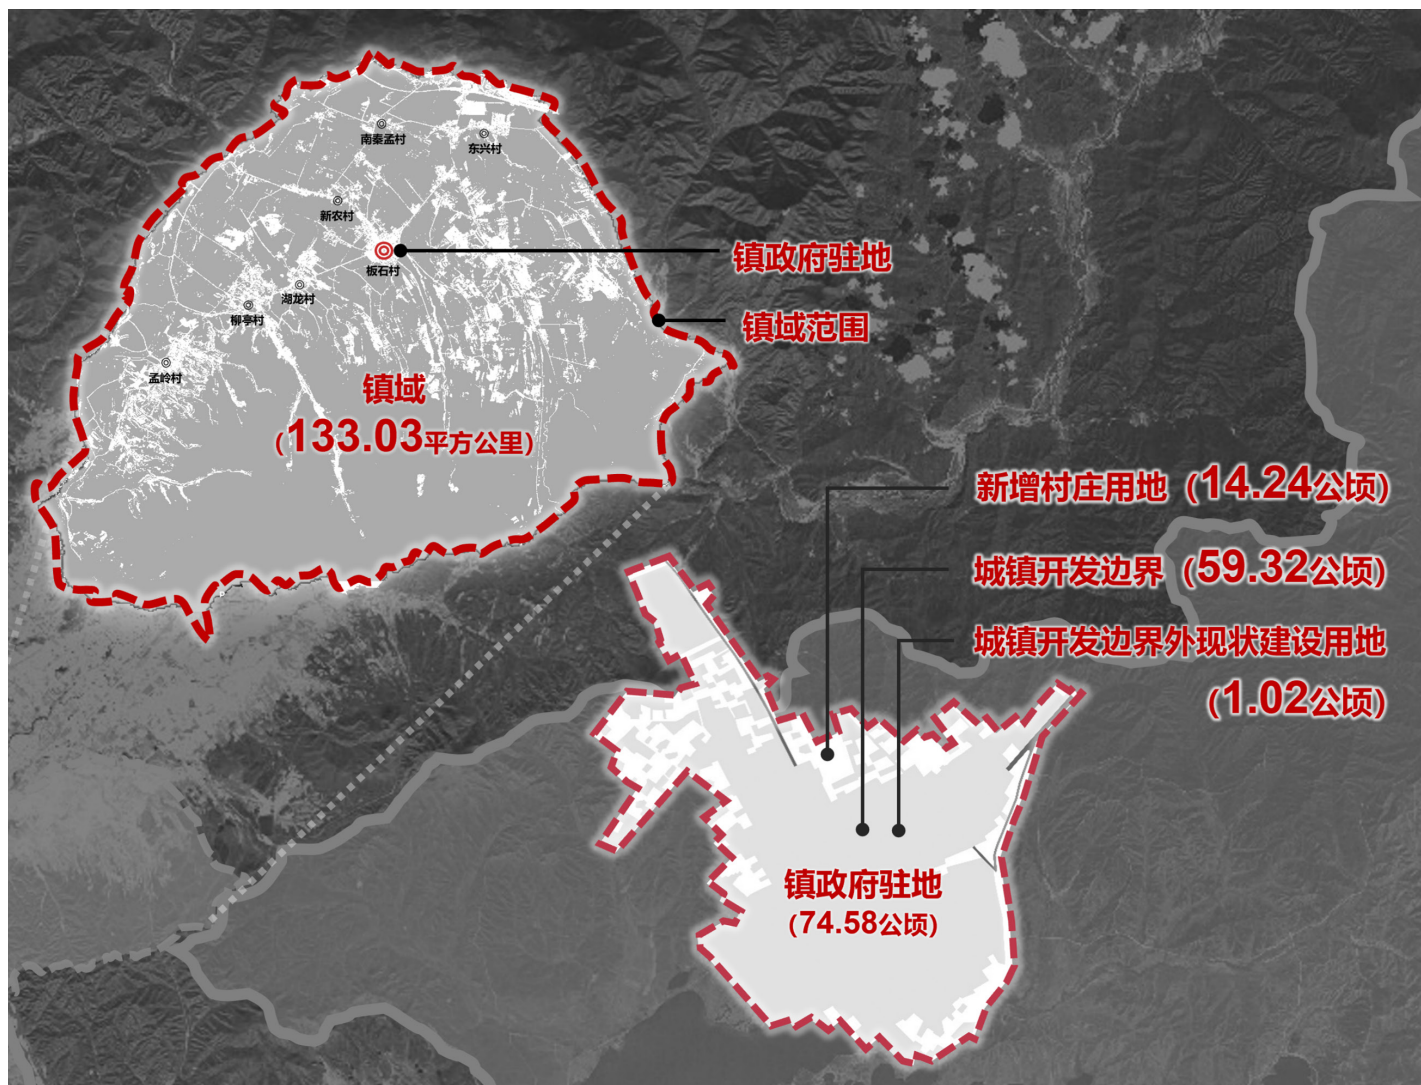 南秦孟村
东兴村
新农村
板石村
镇政府驻地
湖龙村
柳亭村
镇域范围
孟岭村
镇域
（133.03平方公里）
新增村庄用地（14.24公顷）
城镇开发边界（59.32公顷）
城镇开发边界外现状建设用地
（1.02公顷）
镇政府驻地
（74.58公顷）